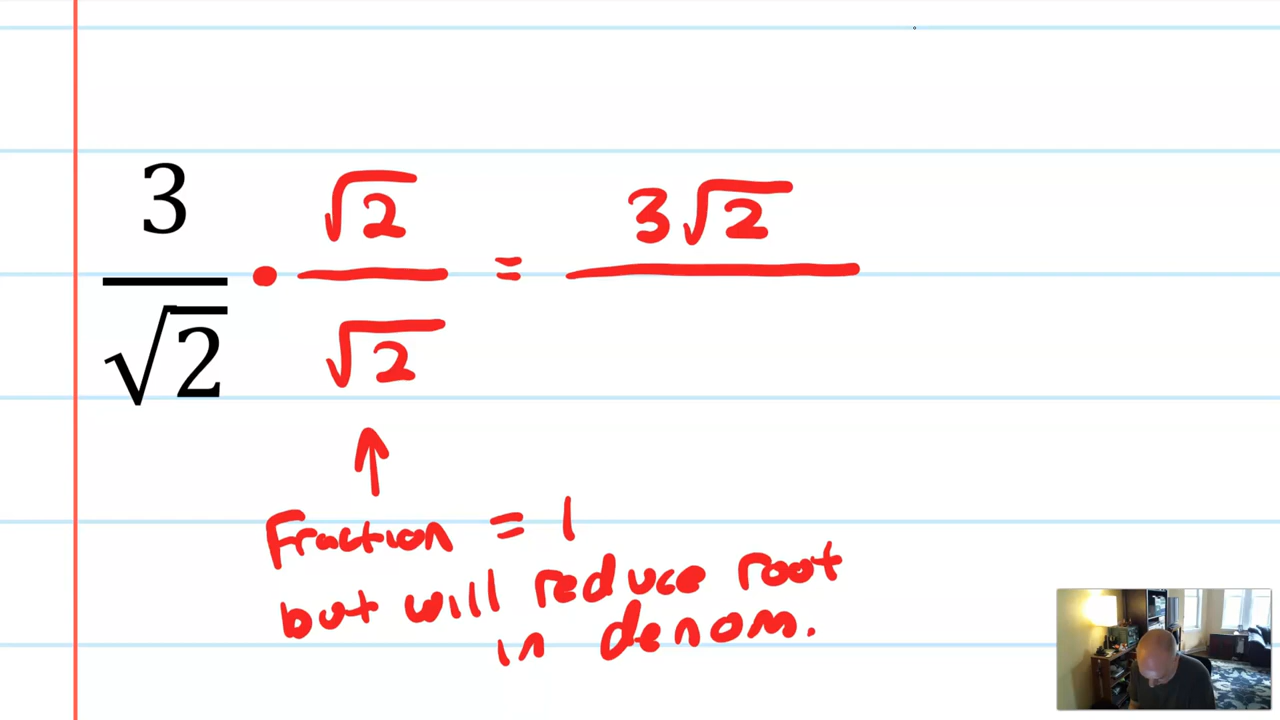 3/√2 • √2/√2 = 3√2/
↑
Fraction = 1
but will reduce root
in denom.